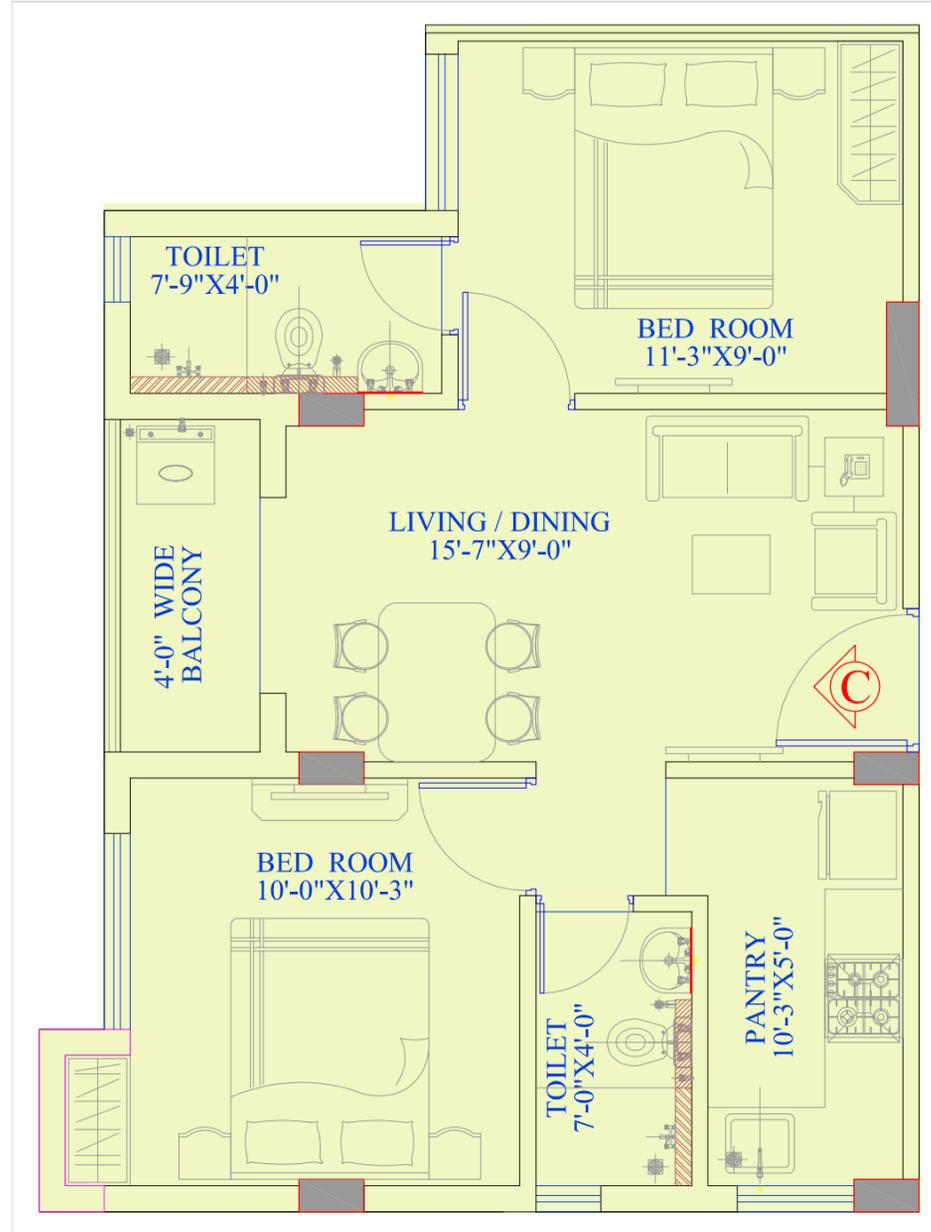 TOILET
7'-9"X4'-0"
BED ROOM
11'-3"X9'-0"
LIVING / DINING
15'-7"X9'-0"
4'-0" WIDE
BALCONY
C
BED ROOM
10'-0"X10'-3"
TOILET
7'-0"X4'-0"
PANTRY
10'-3"X5'-0"